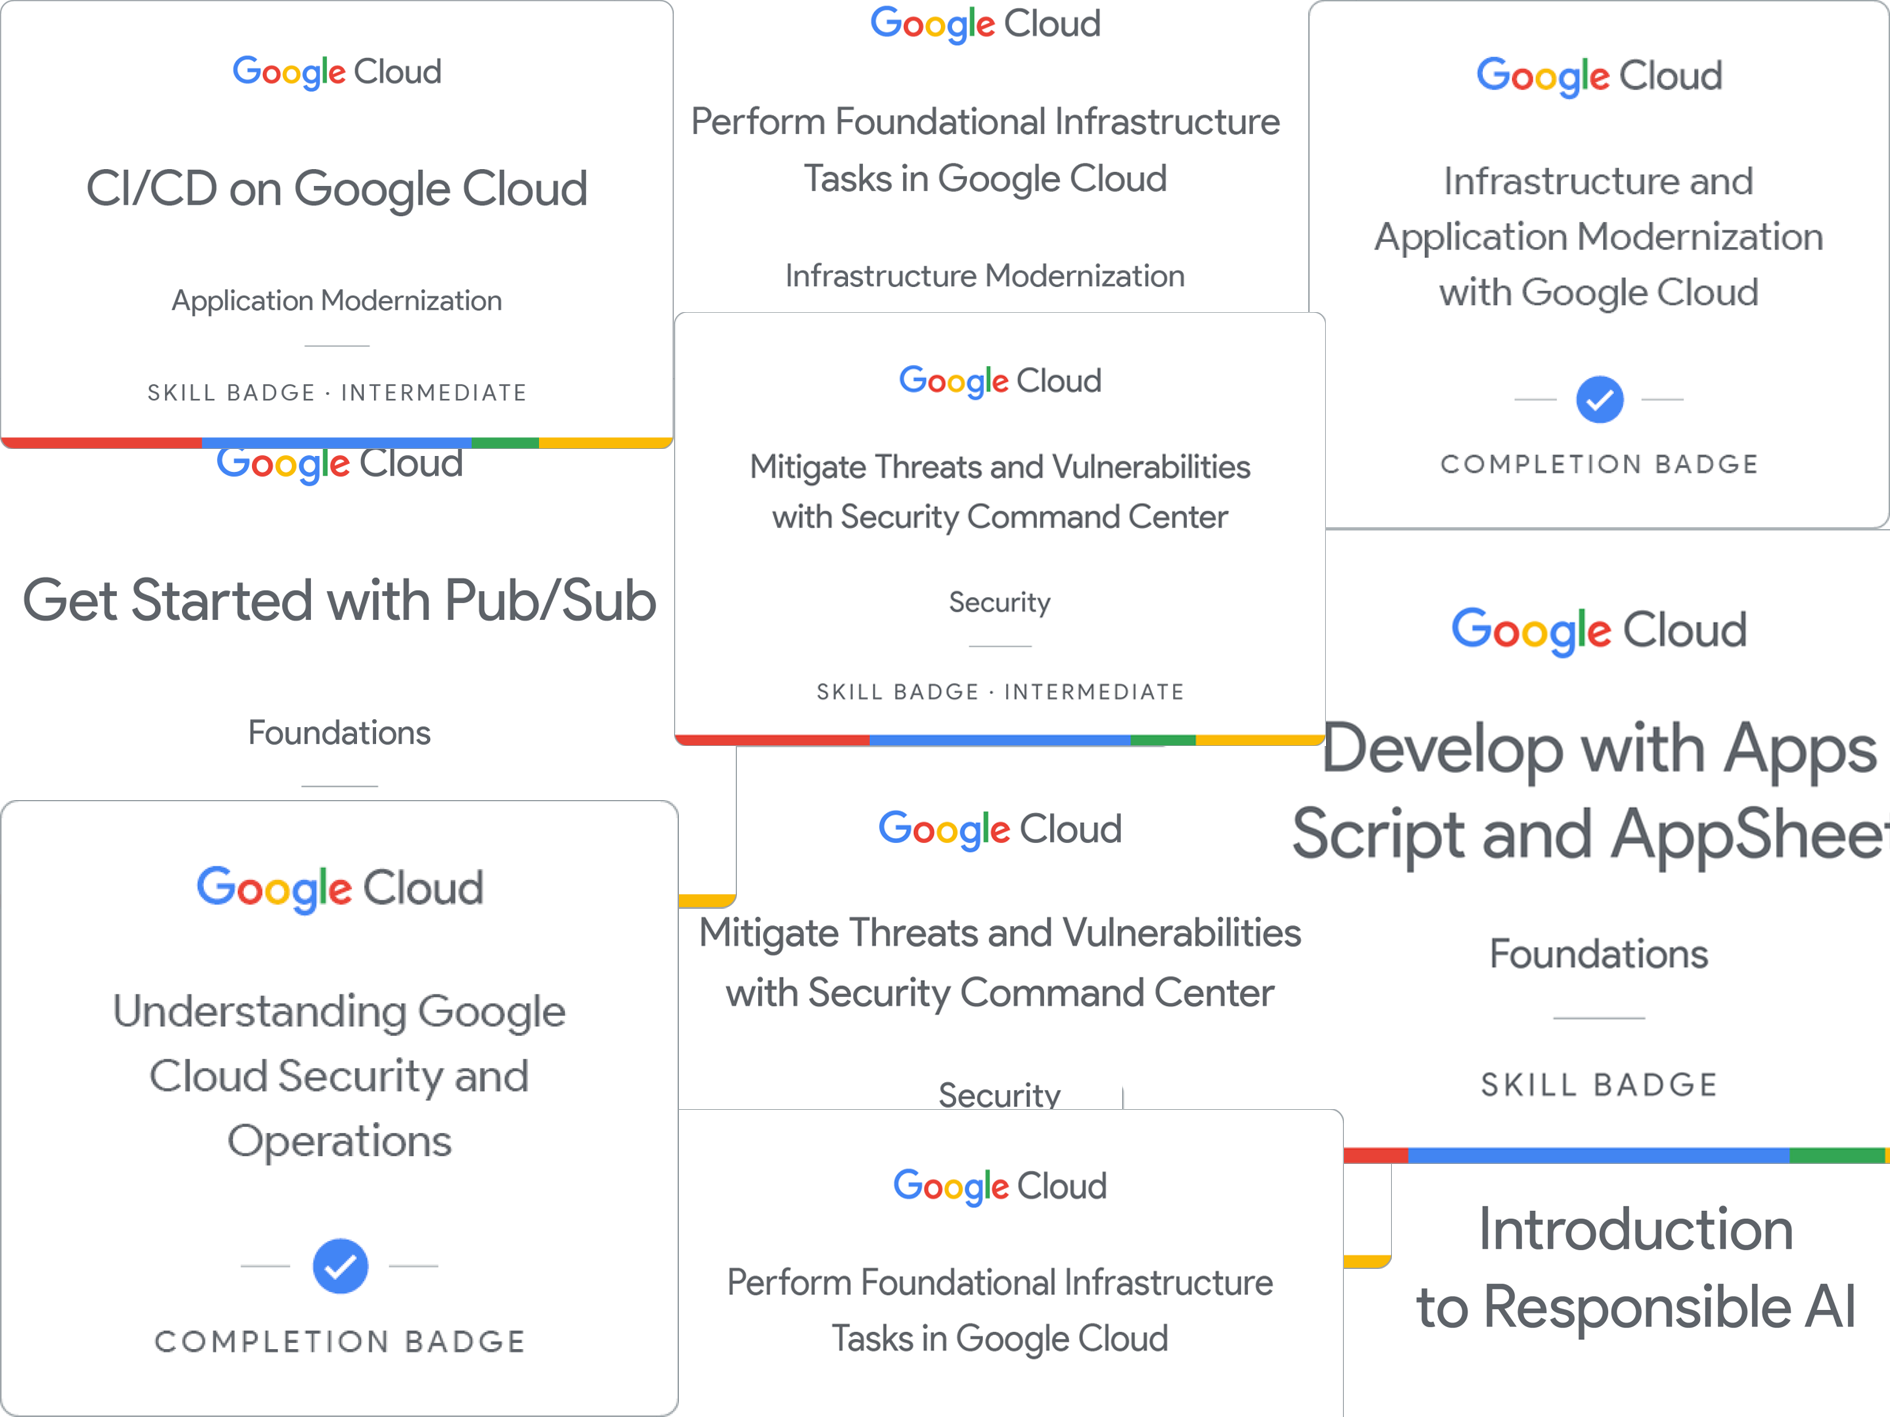 Google Cloud
CI/CD on Google Cloud
Application Modernization
SKILL BADGE · INTERMEDIATE
Google Cloud
Perform Foundational Infrastructure
Tasks in Google Cloud
Infrastructure Modernization
Google Cloud
Infrastructure and
Application Modernization
with Google Cloud
COMPLETION BADGE
Google Cloud
Get Started with Pub/Sub
Foundations
Google Cloud
Mitigate Threats and Vulnerabilities
with Security Command Center
Security
SKILL BADGE · INTERMEDIATE
Google Cloud
Develop with Apps
Script and AppSheet
Foundations
SKILL BADGE
Google Cloud
Understanding Google
Cloud Security and
Operations
COMPLETION BADGE
Google Cloud
Mitigate Threats and Vulnerabilities
with Security Command Center
Security
Google Cloud
Perform Foundational Infrastructure
Tasks in Google Cloud
Introduction
to Responsible AI